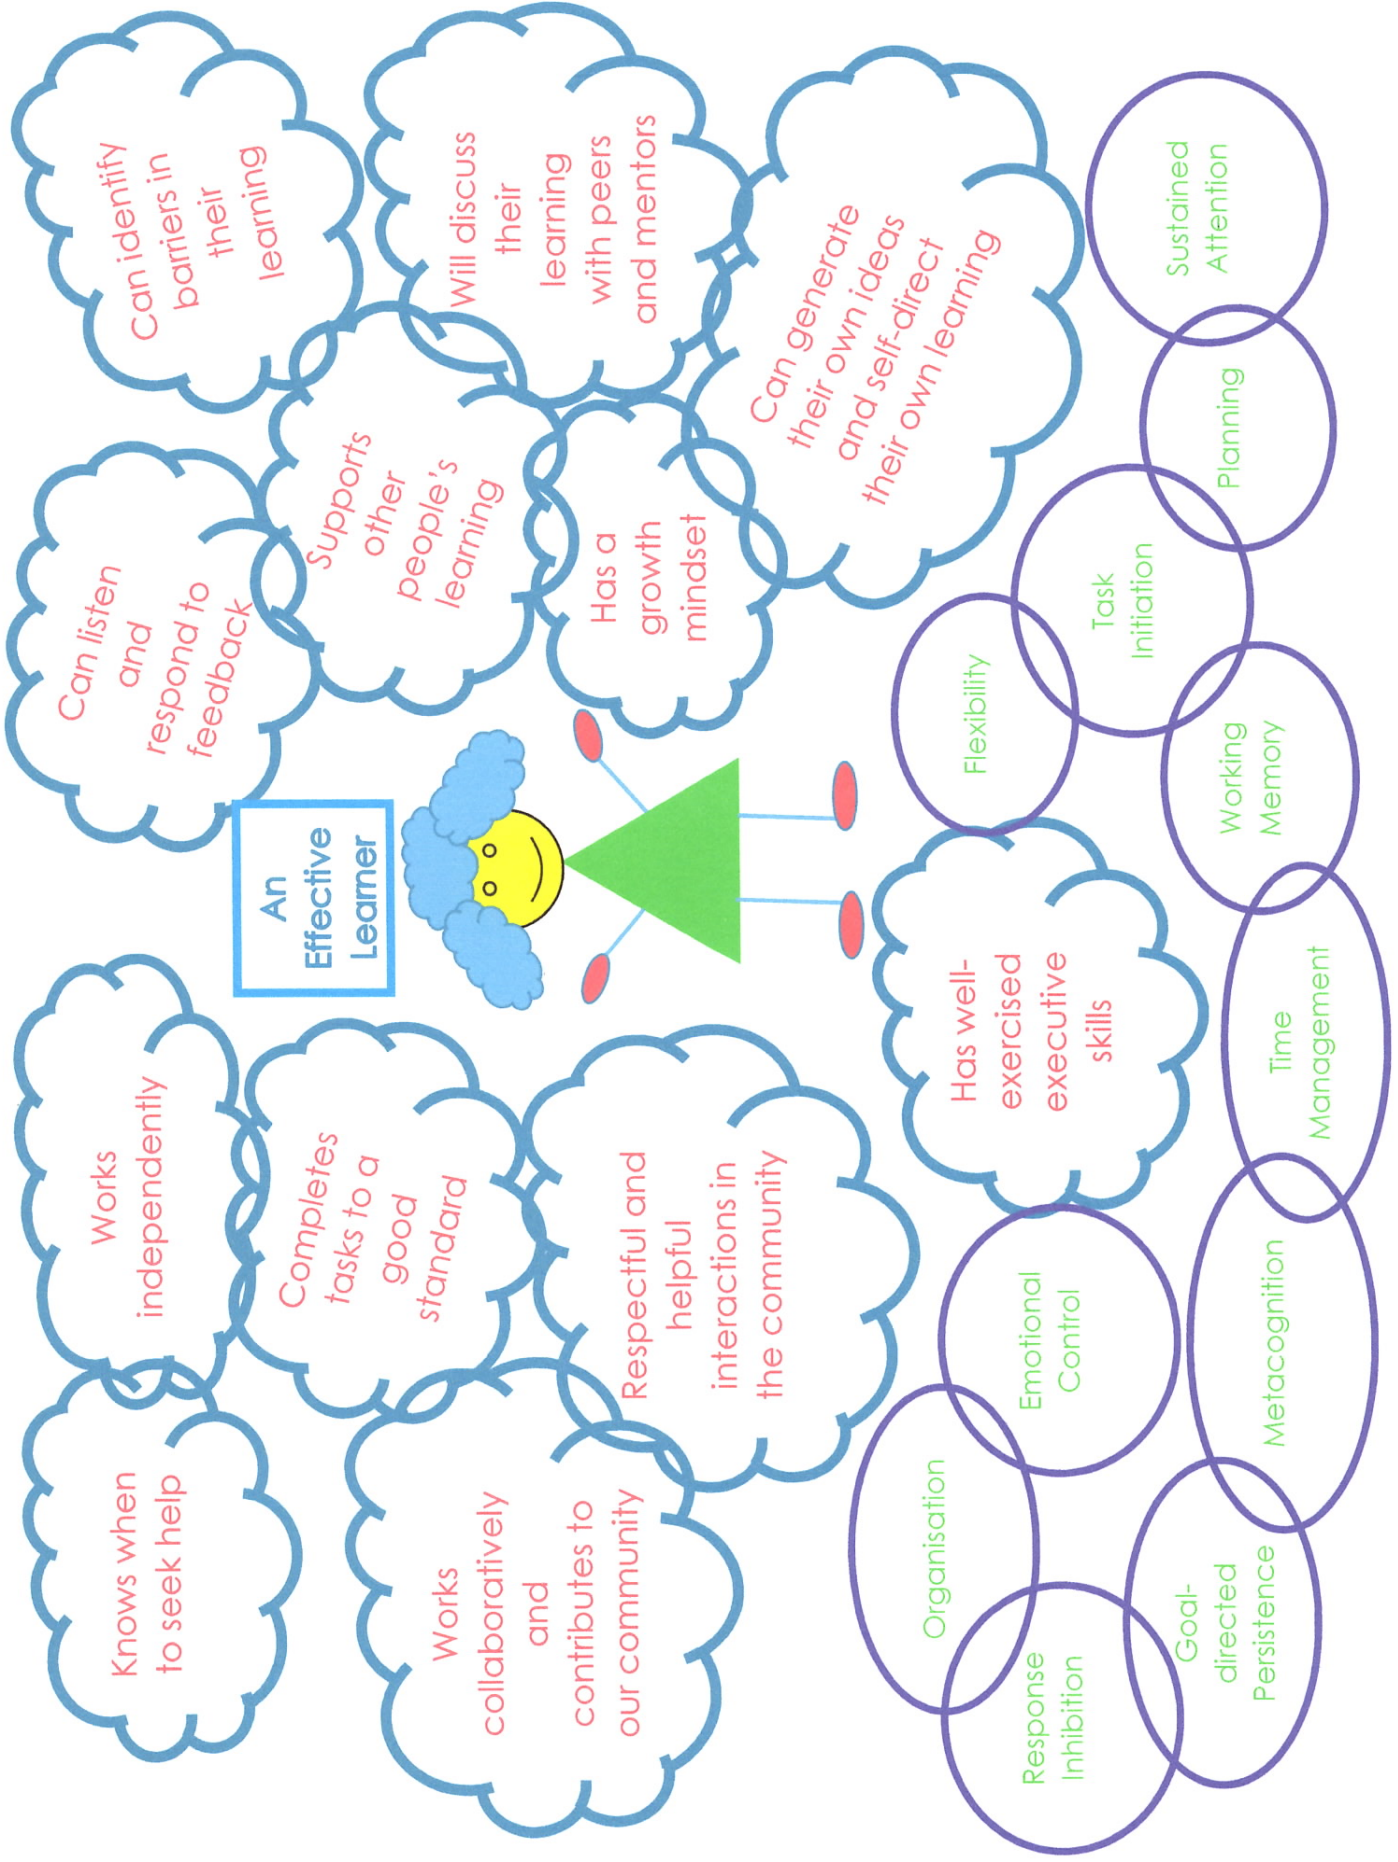 An
Effective
Learner
Knows when
to seek help
Works
independently
Can listen
and
respond to
feedback
Can identify
barriers in
their
learning
Completes
tasks to a
good
standard
Supports
other
people's
learning
Will discuss
their
learning
with peers
and mentors
Works
collaboratively
and
contributes to
our community
Respectful and
helpful
interactions in
the community
Has a
growth
mindset
Can generate
their own ideas
and self-direct
their own learning
Has well-
exercised
executive
skills
Organisation
Response
Inhibition
Emotional
Control
Goal-
directed
Persistence
Metacognition
Time
Management
Working
Memory
Flexibility
Task
Initiation
Planning
Sustained
Attention